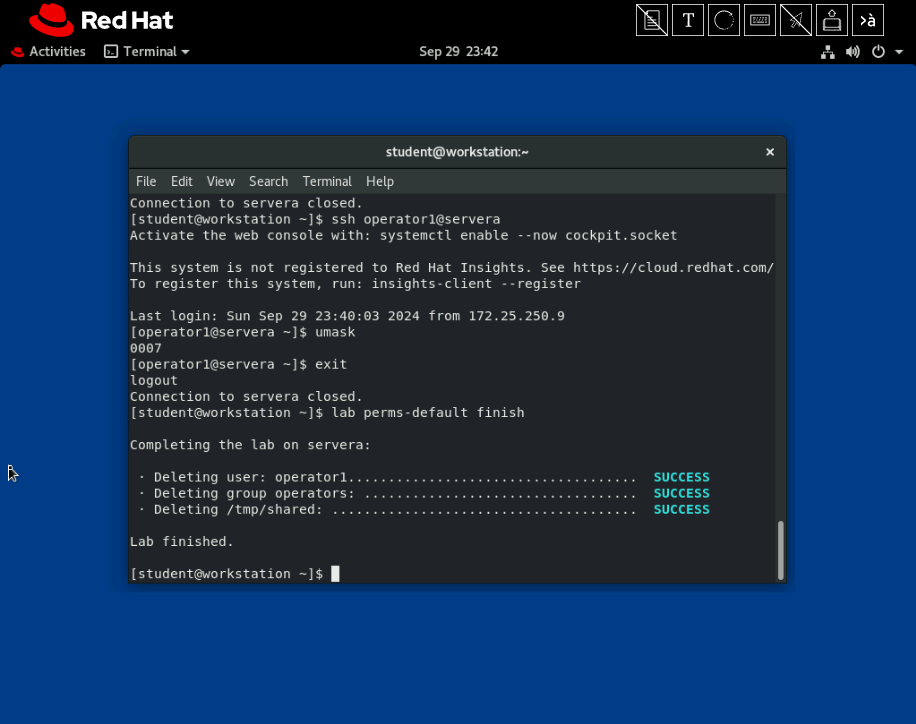 Red Hat
T
>à
Activities
Terminal
Sep 29 23:42
student@workstation:~
File Edit View Search Terminal Help
Connection to servera closed.
[student@workstation ~]$ ssh operator1@servera
Activate the web console with: systemctl enable --now cockpit.socket
This system is not registered to Red Hat Insights. See https://cloud.redhat.com/
To register this system, run: insights-client --register
Last login: Sun Sep 29 23:40:03 2024 from 172.25.250.9
[operator1@servera ~]$ umask
0007
[operator1@servera ~]$ exit
logout
Connection to servera closed.
[student@workstation ~]$ lab perms-default finish
Completing the lab on servera:
· Deleting user: operator1.................................... SUCCESS
· Deleting group operators: .................................. SUCCESS
· Deleting /tmp/shared: ...................................... SUCCESS
Lab finished.
[student@workstation ~]$